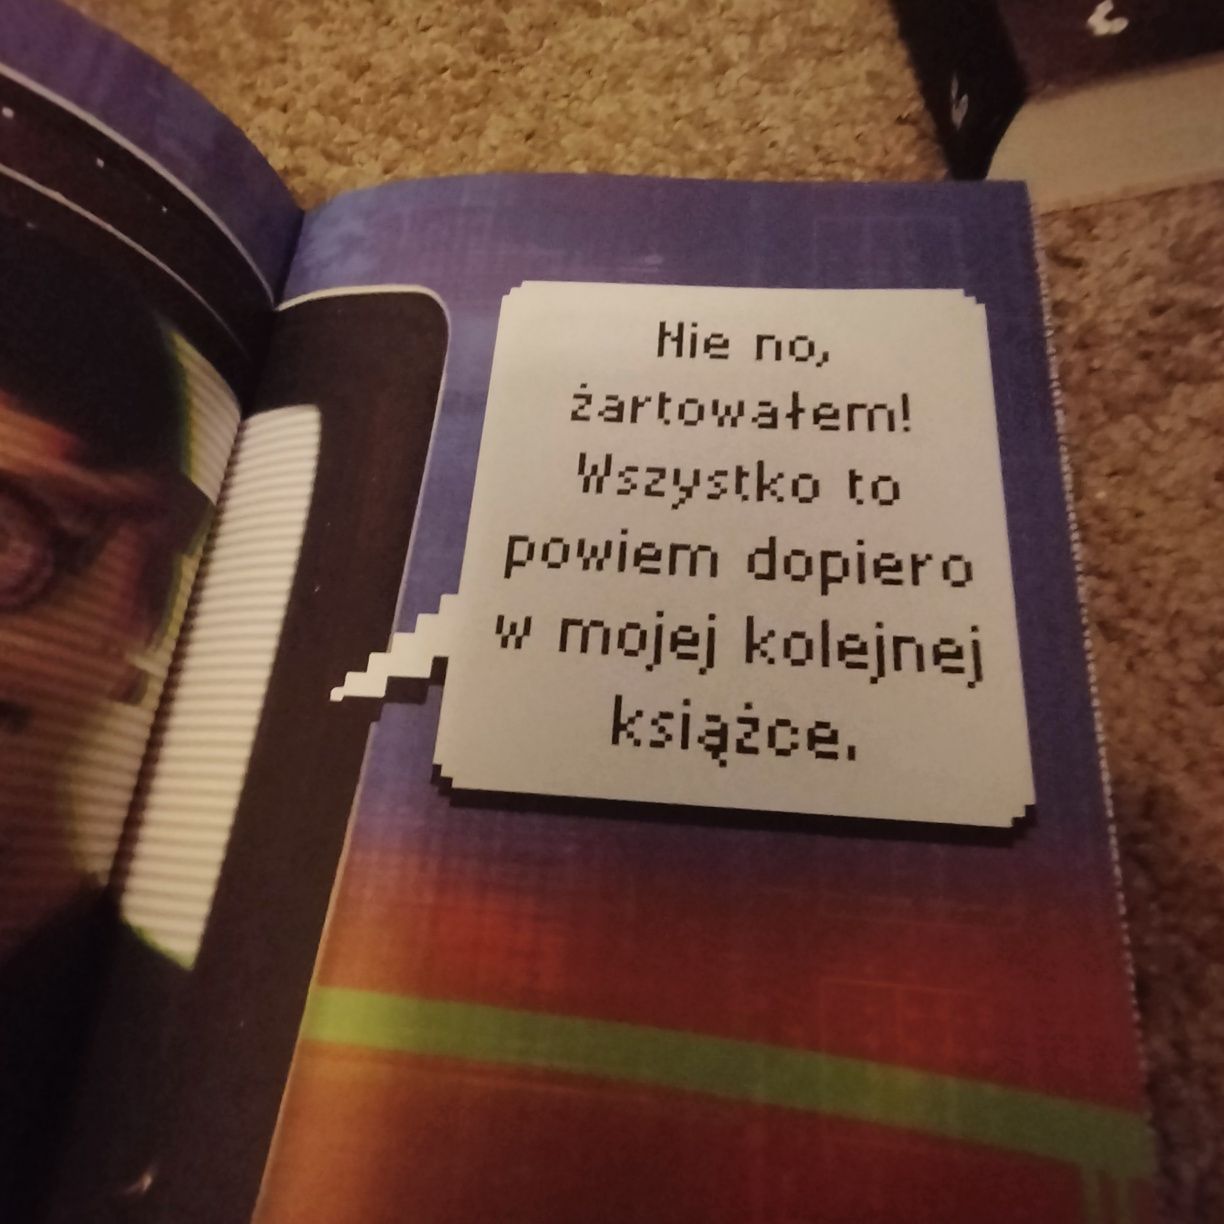 Nie no,
żartowałem!
Wszystko to
powiem dopiero
w mojej kolejnej
książce.